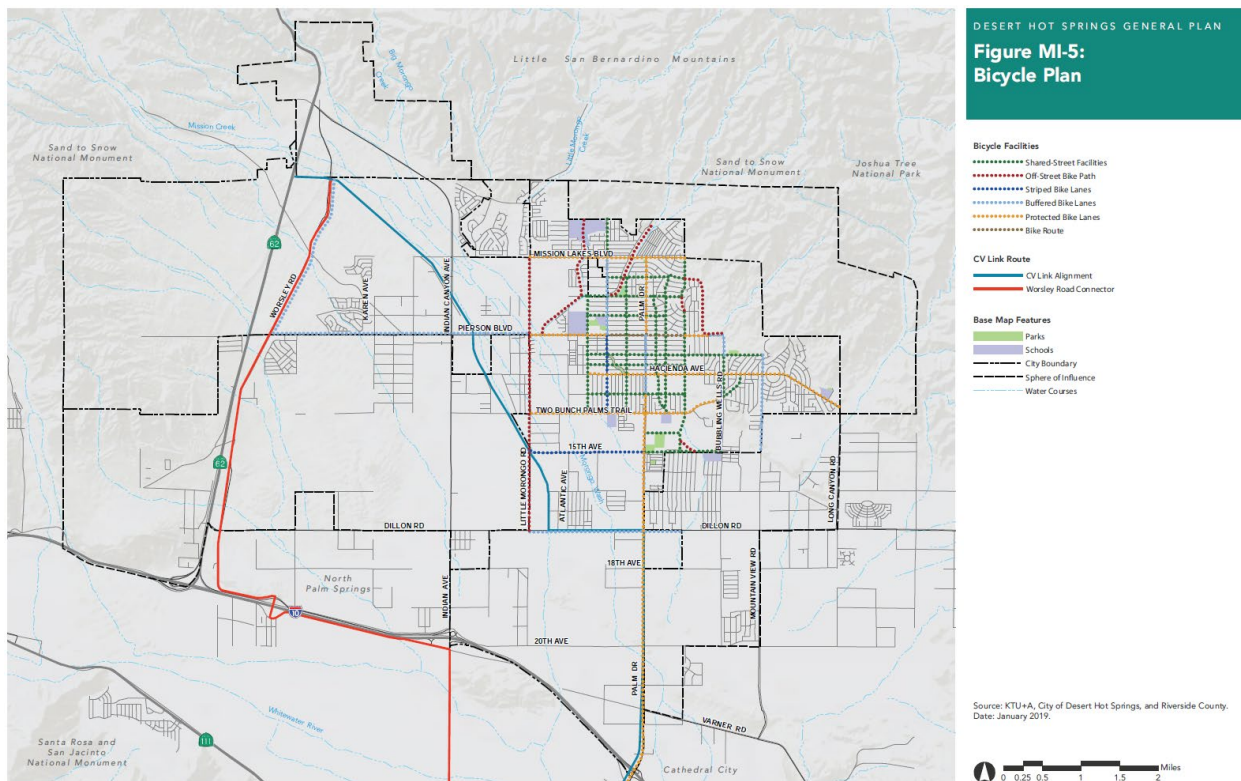 DESERT HOT SPRINGS GENERAL PLAN
Figure MI-5:
Bicycle Plan
Bicycle Facilities
Shared-Street Facilities
Off-Street Bike Path
Striped Bike Lanes
Buffered Bike Lanes
Protected Bike Lanes
Bike Route
CV Link Route
CV Link Alignment
Worsley Road Connector
Base Map Features
Parks
Schools
City Boundary
Sphere of Influence
Water Courses
Source: KTU+A, City of Desert Hot Springs, and Riverside County.
Date: January 2019.
Miles
0 0.25 0.5 1 1.5 2
Little San Bernardino Mountains
Big Morongo
Creek
Mission Creek
Little Morongo
Creek
Sand to Snow
National Monument
Sand to Snow
National Monument
Joshua Tree
National Park
62
MISSION LAKES BLVD
WORSLEY RD
KAREN AVE
INDIAN CANYON AVE
PALM DR
PIERSON BLVD
HACIENDA AVE
TWO BUNCH PALMS TRAIL
BUBBLING WELLS RD
15TH AVE
62
LITTLE MORONGO RD
ATLANTIC AVE
Morongo Wash
LONG CANYON RD
DILLON RD
DILLON RD
18TH AVE
MOUNTAIN VIEW RD
North
Palm Springs
10
INDIAN AVE
20TH AVE
PALM DR
VARNER RD
Whitewater River
111
Santa Rosa and
San Jacinto
National Monument
Cathedral City